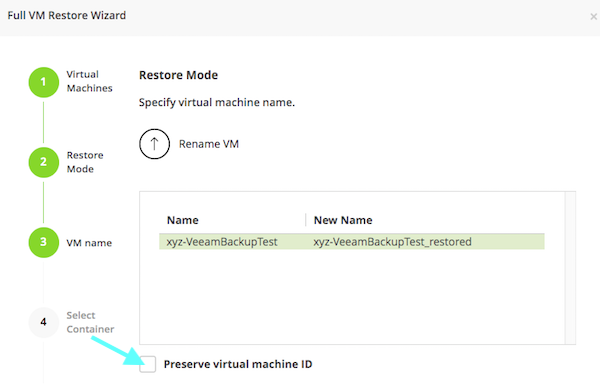 Full VM Restore Wizard ×
1 Virtual Machines
2 Restore Mode
3 VM name
4 Select Container
Restore Mode
Specify virtual machine name.
Rename VM
Name New Name
xyz-VeeamBackupTest xyz-VeeamBackupTest_restored
Preserve virtual machine ID